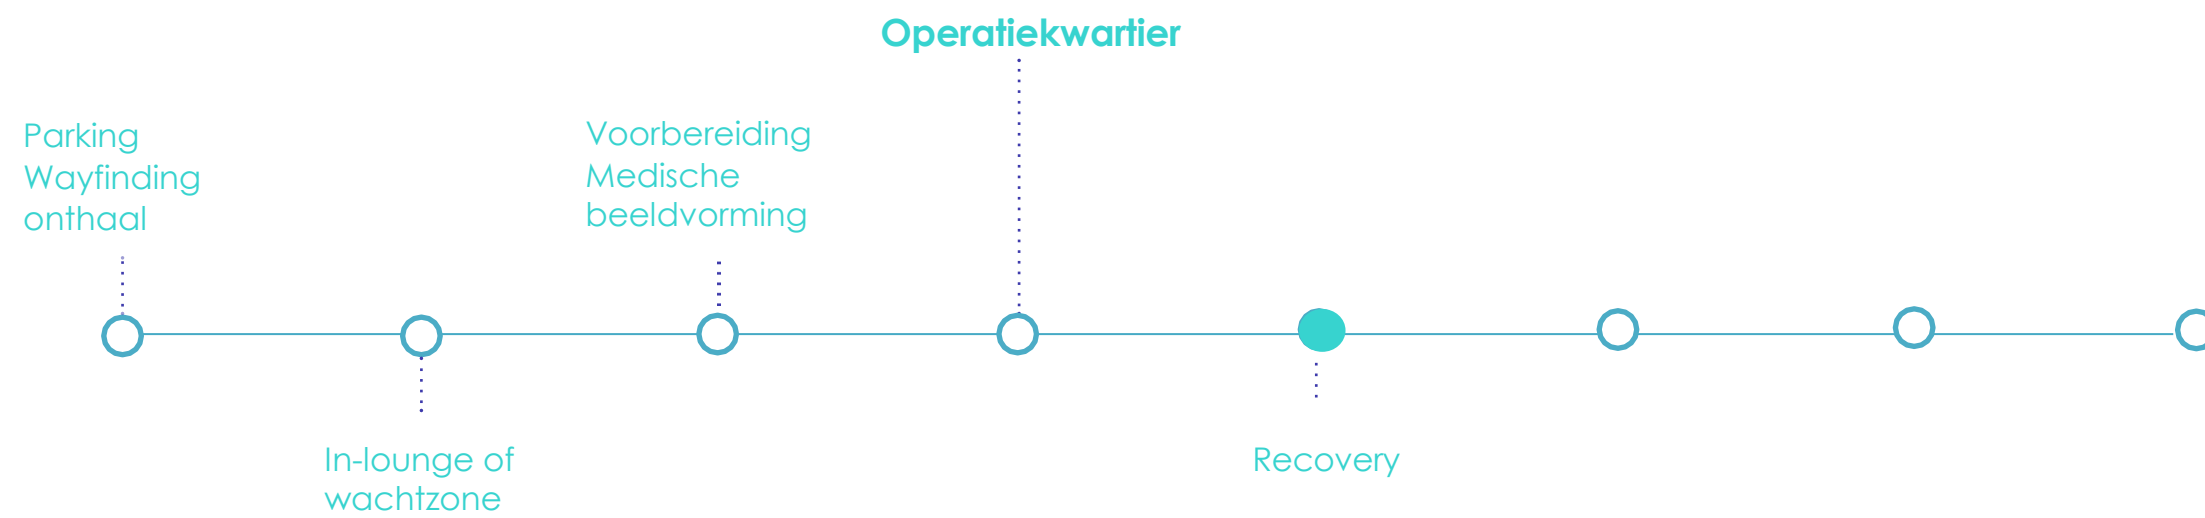 Operatiekwartier
Parking
Wayfinding
onthaal
Voorbereiding
Medische
beeldvorming
In-lounge of
wachtzone
Recovery